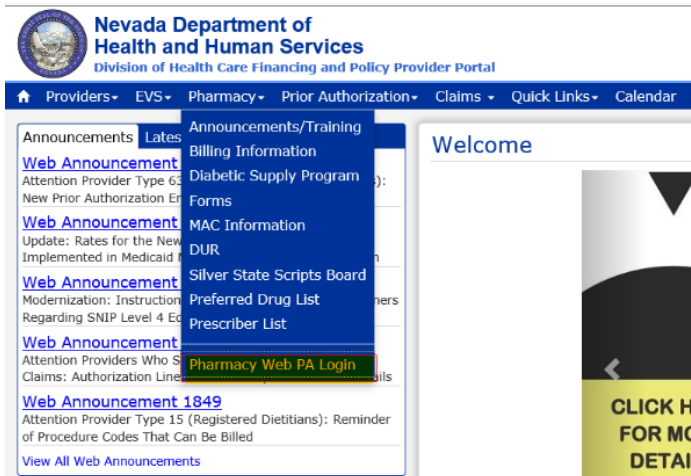 Nevada Department of
Health and Human Services
Division of Health Care Financing and Policy Provider Portal
Providers EVS Pharmacy Prior Authorization Claims Quick Links Calendar
Announcements Lates
Web Announcement
Attention Provider Type 63 ):
New Prior Authorization
Web Announcement
Update: Rates for the New
Implemented in Medicaid
Web Announcement
Modernization: Instruction ners
Regarding SNIP Level 4
Web Announcement
Attention Providers Who S
Claims: Authorization Line ils
Web Announcement 1849
Attention Provider Type 15 (Registered Dietitians): Reminder
of Procedure Codes That Can Be Billed
View All Web Announcements
Announcements/Training
Billing Information
Diabetic Supply Program
Forms
MAC Information
DUR
Silver State Scripts Board
Preferred Drug List
Prescriber List
Pharmacy Web PA Login
Welcome
CLICK H
FOR MO
DETAI